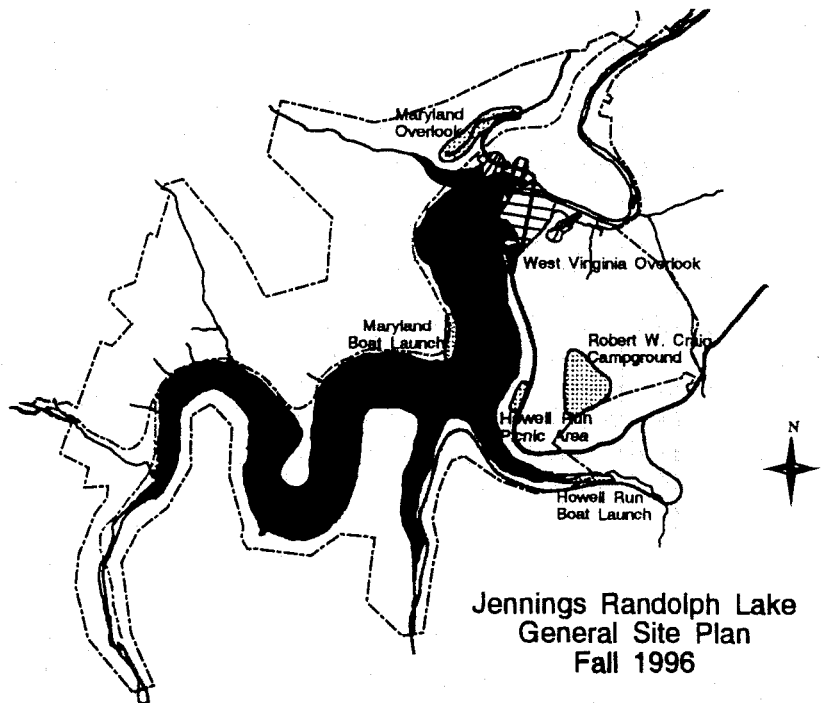 Maryland
Overlook
West Virginia Overlook
Maryland
Boat Launch
Robert W. Craig
Campground
Howell Run
Picnic Area
N
Howell Run
Boat Launch
Jennings Randolph Lake
General Site Plan
Fall 1996